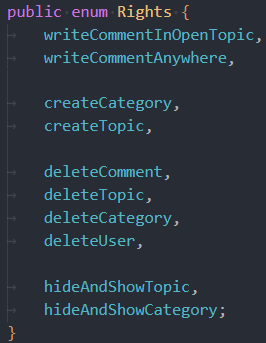 public enum Rights {
writeCommentInOpenTopic,
writeCommentAnywhere,
createCategory,
createTopic,
deleteComment,
deleteTopic,
deleteCategory,
deleteUser,
hideAndShowTopic,
hideAndShowCategory;
}